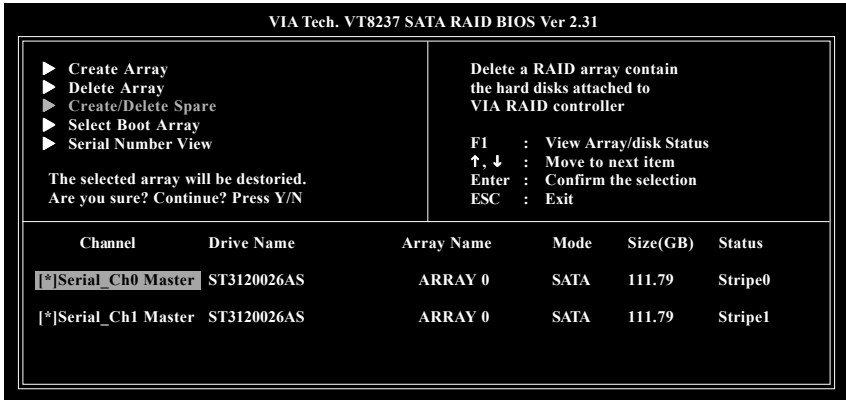 VIA Tech. VT8237 SATA RAID BIOS Ver 2.31
Create Array
Delete Array
Create/Delete Spare
Select Boot Array
Serial Number View
The selected array will be destoried.
Are you sure? Continue? Press Y/N
Delete a RAID array contain
the hard disks attached to
VIA RAID controller
F1 : View Array/disk Status
↑, ↓ : Move to next item
Enter : Confirm the selection
ESC : Exit
Channel Drive Name Array Name Mode Size(GB) Status
[*]Serial_Ch0 Master ST3120026AS ARRAY 0 SATA 111.79 Stripe0
[*]Serial_Ch1 Master ST3120026AS ARRAY 0 SATA 111.79 Stripe1